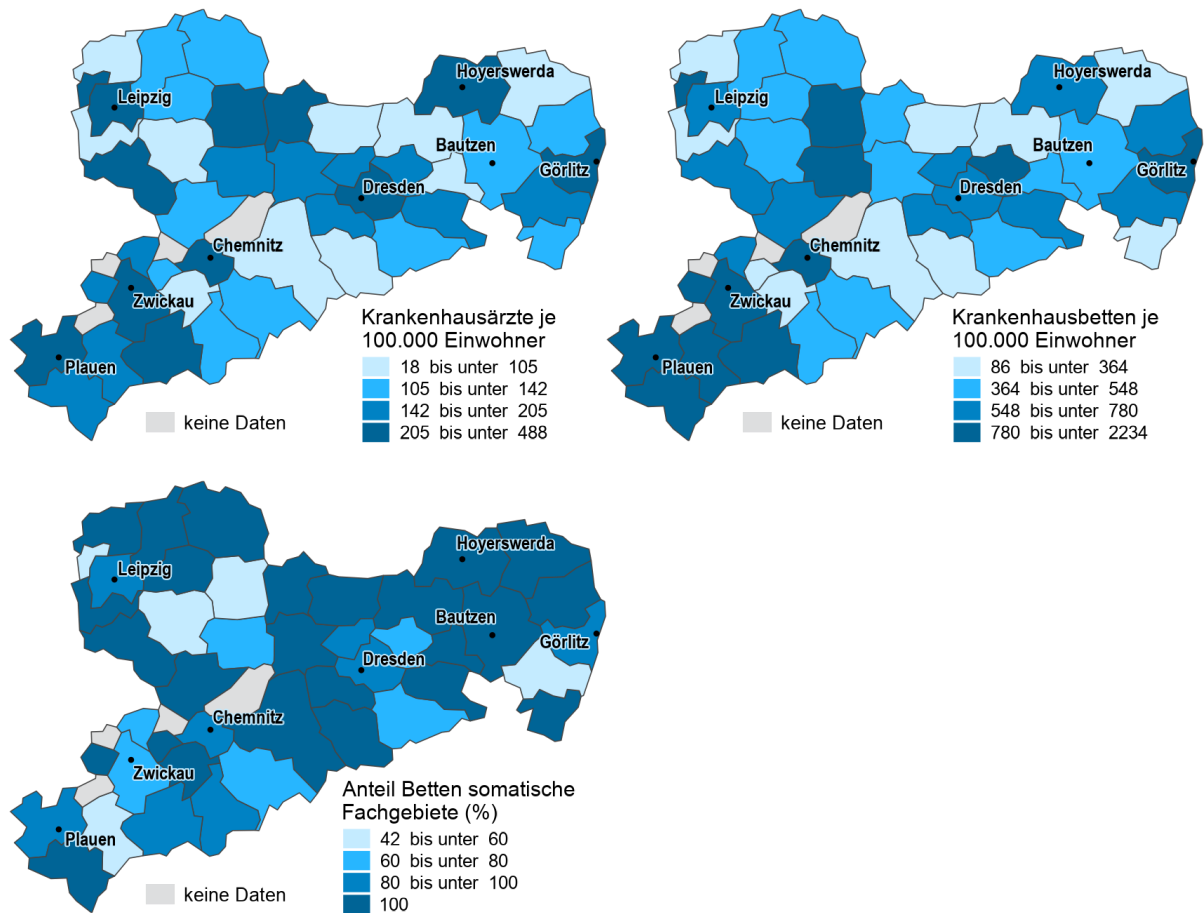 Hoyerswerda
Leipzig
Bautzen
Görlitz
Dresden
Chemnitz
Zwickau
Plauen
Krankenhausärzte je
100.000 Einwohner
18 bis unter 105
105 bis unter 142
142 bis unter 205
205 bis unter 488
keine Daten
Hoyerswerda
Leipzig
Bautzen
Görlitz
Dresden
Chemnitz
Zwickau
Plauen
Krankenhausbetten je
100.000 Einwohner
86 bis unter 364
364 bis unter 548
548 bis unter 780
780 bis unter 2234
keine Daten
Hoyerswerda
Leipzig
Bautzen
Görlitz
Dresden
Chemnitz
Zwickau
Plauen
Anteil Betten somatische
Fachgebiete (%)
42 bis unter 60
60 bis unter 80
80 bis unter 100
100
keine Daten